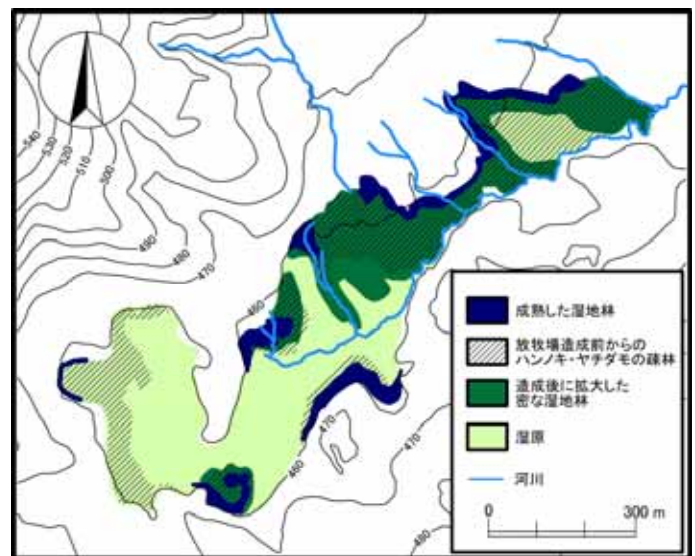 540
530
520
510
500
490
480
470
460
460
470
460
470
480
成熟した湿地林
放牧場造成前からの
ハンノキ・ヤチダモの疎林
造成後に拡大した
密な湿地林
湿原
河川
0 300 m